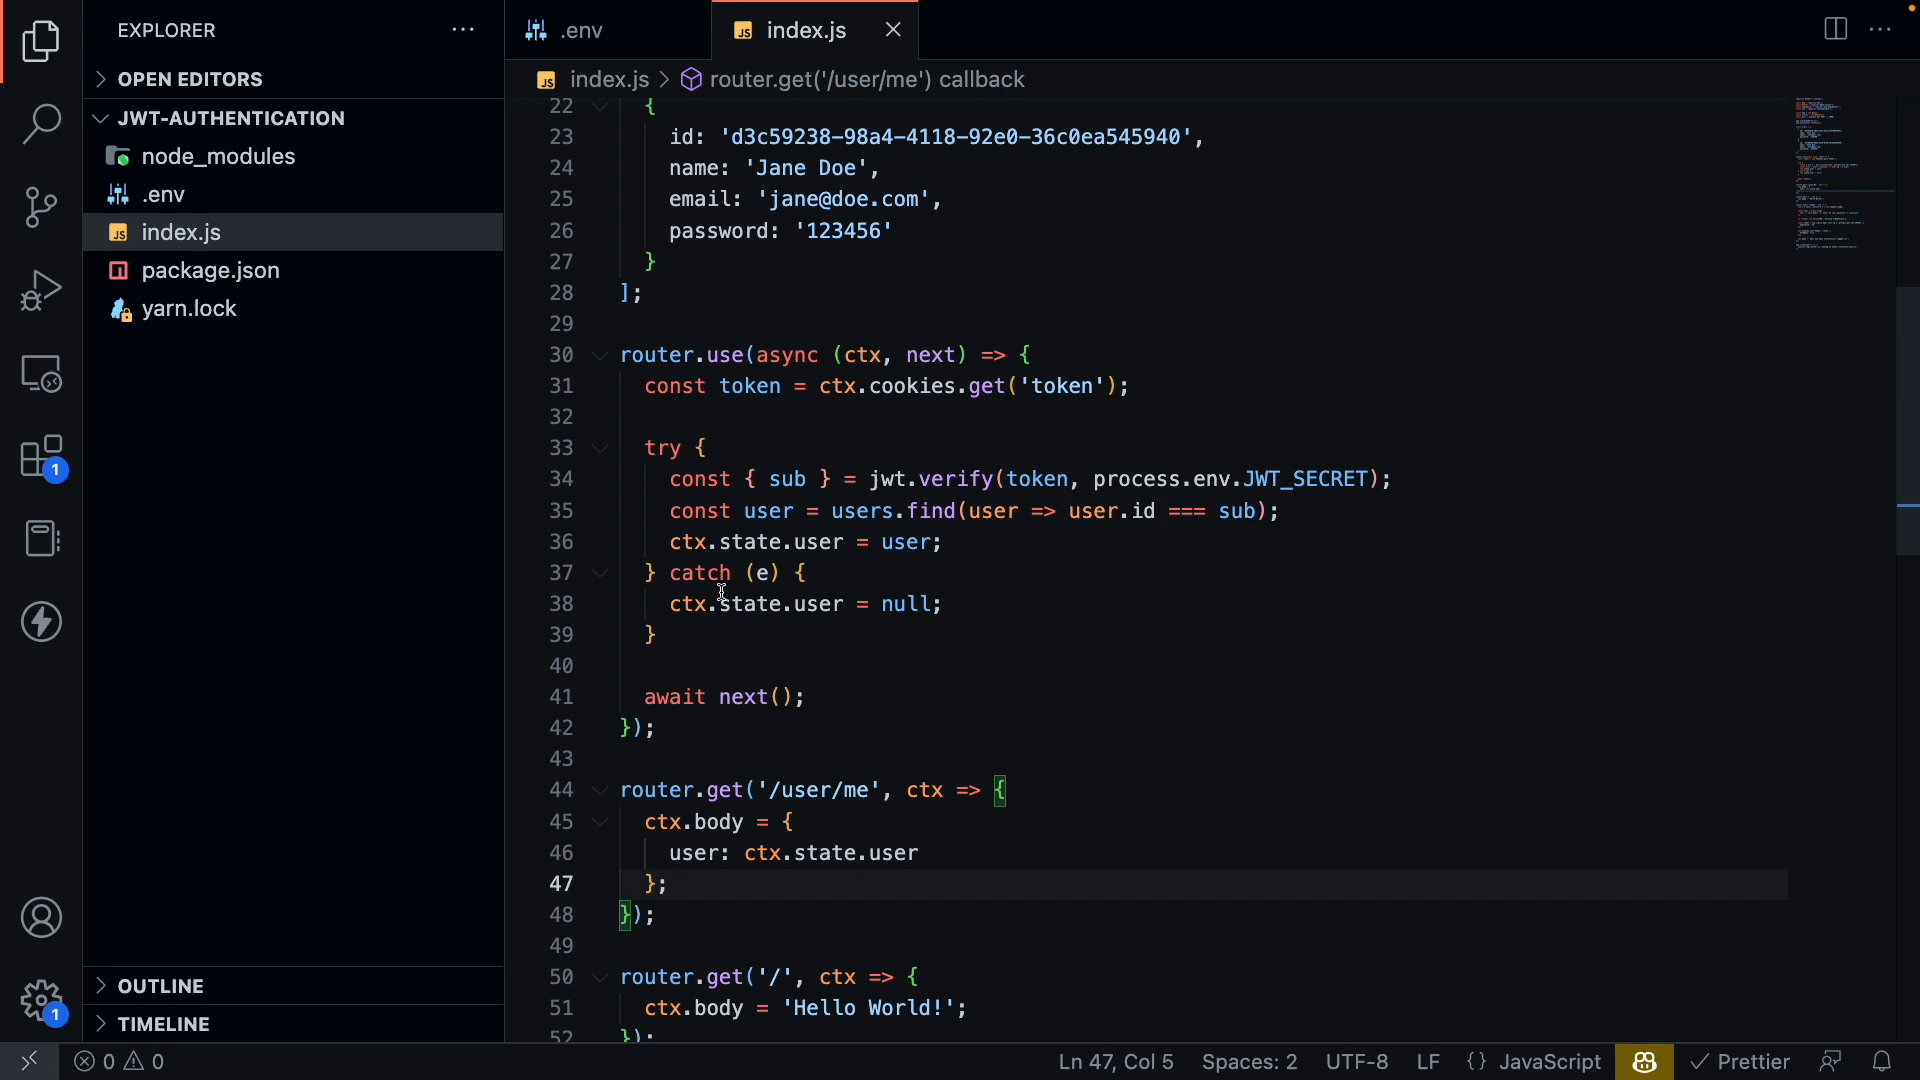 EXPLORER
OPEN EDITORS
JWT-AUTHENTICATION
node_modules
.env
index.js
package.json
yarn.lock
OUTLINE
TIMELINE
1
1
.env
index.js
index.js > router.get('/user/me') callback
22 {
23 id: 'd3c59238-98a4-4118-92e0-36c0ea545940',
24 name: 'Jane Doe',
25 email: 'jane@doe.com',
26 password: '123456'
27 }
28 ];
29
30 router.use(async (ctx, next) => {
31 const token = ctx.cookies.get('token');
32
33 try {
34 const { sub } = jwt.verify(token, process.env.JWT_SECRET);
35 const user = users.find(user => user.id === sub);
36 ctx.state.user = user;
37 } catch (e) {
38 ctx.state.user = null;
39 }
40
41 await next();
42 });
43
44 router.get('/user/me', ctx => {
45 ctx.body = {
46 user: ctx.state.user
47 };
48 });
49
50 router.get('/', ctx => {
51 ctx.body = 'Hello World!';
52 });
0 0 Ln 47, Col 5 Spaces: 2 UTF-8 LF {} JavaScript Prettier